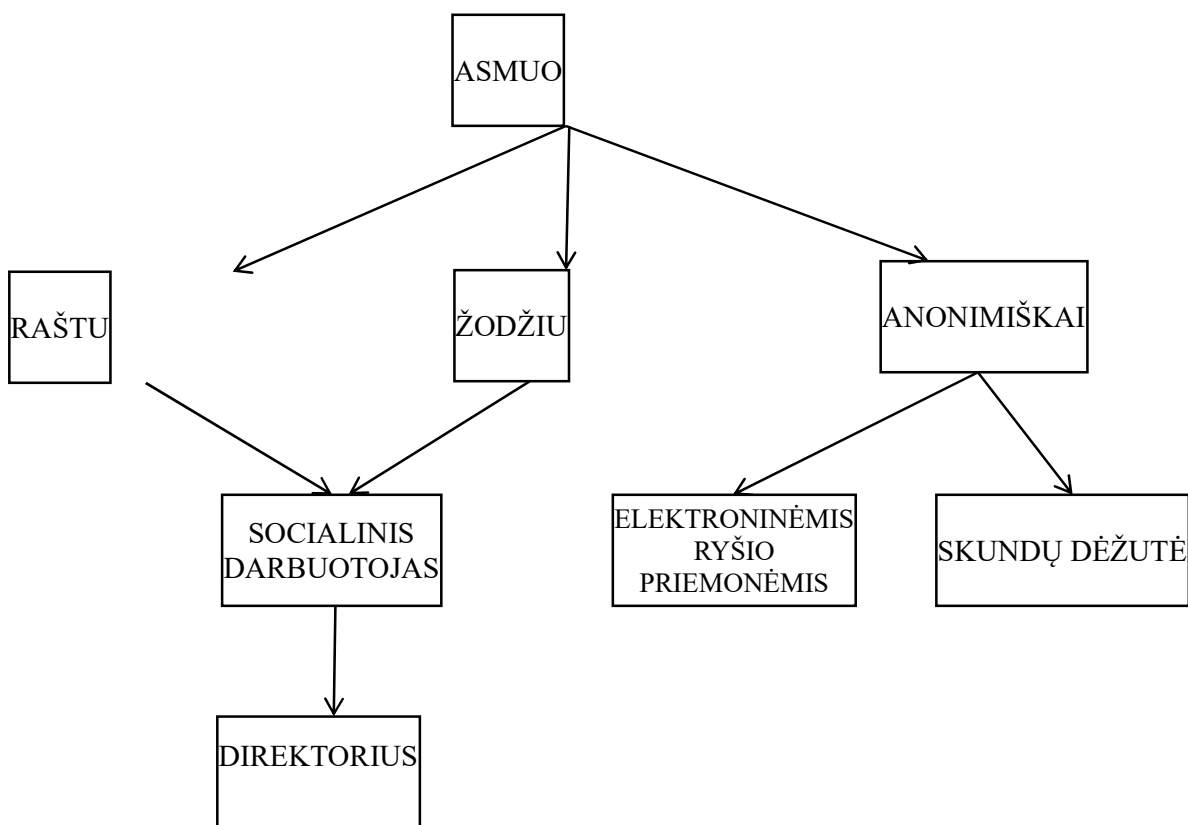 ASMUO
RAŠTU
ŽODŽIU
ANONIMIŠKAI
SOCIALINIS
DARBUOTOJAS
ELEKTRONINĖMIS
RYŠIO
PRIEMONĖMIS
SKUNDŲ DĖŽUTĖ
DIREKTORIUS